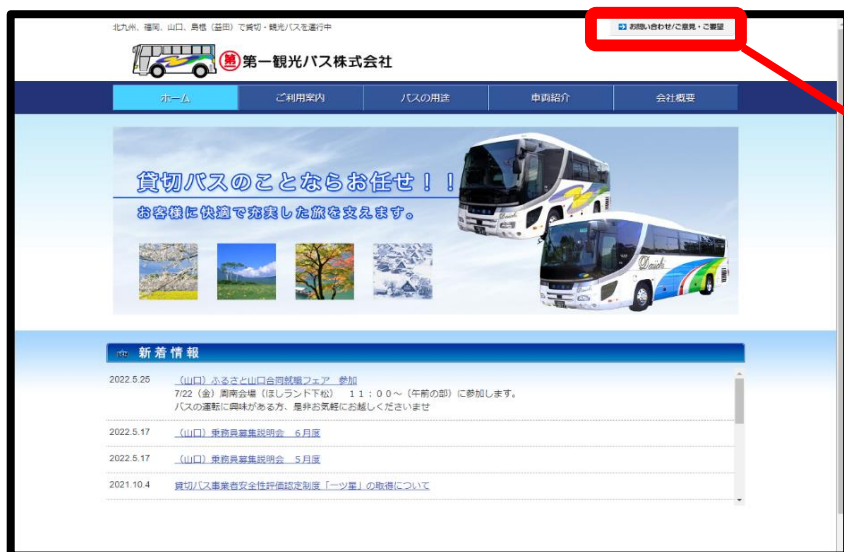 北九州、福岡、山口、島根（益田）で貸切・観光バスを運行中
お問い合わせ/ご意見・ご要望
第 第一観光バス株式会社
ホーム ご利用案内 バスの用途 車両紹介 会社概要
貸切バスのことならお任せ！！
お客様に快適で充実した旅を支えます。
Daiichi
新着情報
2022.5.25 （山口）ふるさと山口合同就職フェア 参加
7/22（金）周南会場（ほしランド下松） １１：００～（午前の部）に参加します。
バスの運転に興味がある方、是非お気軽にお越しくださいませ
2022.5.17 （山口）乗務員募集説明会 ６月度
2022.5.17 （山口）乗務員募集説明会 ５月度
2021.10.4 貸切バス事業者安全性評価認定制度「一ツ星」の取得について